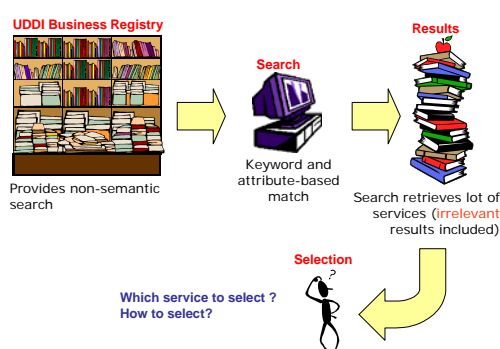 UDDI Business Registry
Provides non-semantic
search
Search
Keyword and
attribute-based
match
Results
Search retrieves lot of
services (irrelevant
results included)
Selection
?
Which service to select ?
How to select?